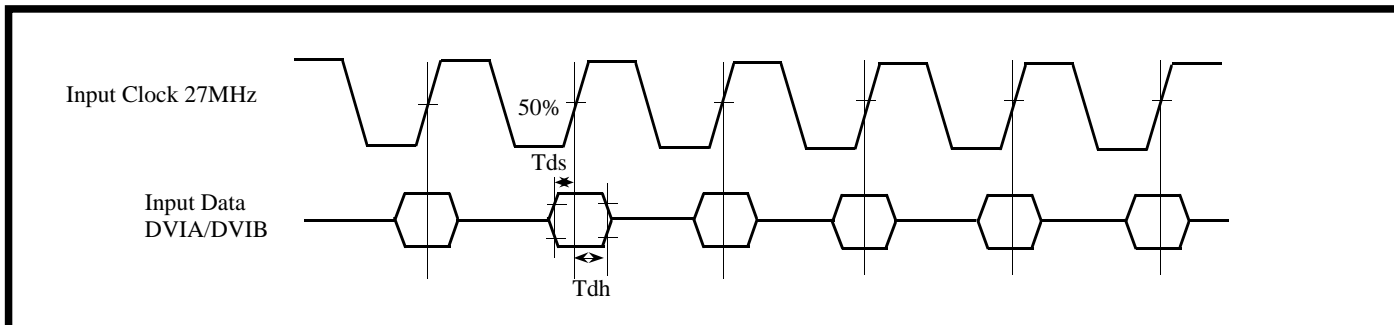 Input Clock 27MHz
50%
Tds
Input Data
DVIA/DVIB
Tdh